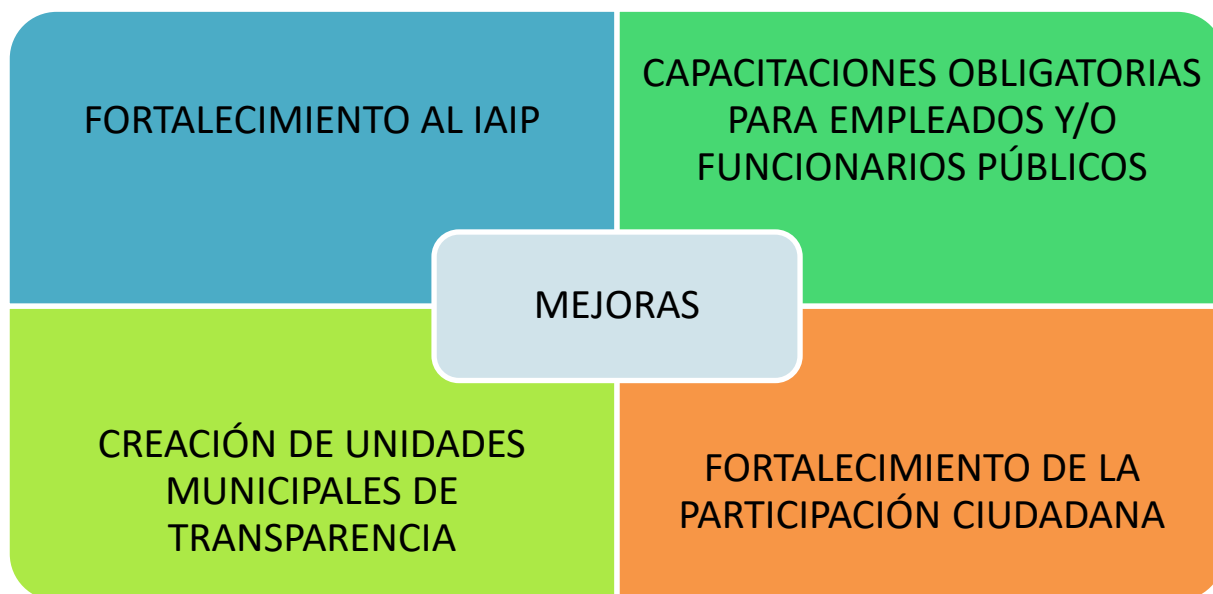 FORTALECIMIENTO AL IAIP
CAPACITACIONES OBLIGATORIAS
PARA EMPLEADOS Y/O
FUNCIONARIOS PÚBLICOS
MEJORAS
CREACIÓN DE UNIDADES
MUNICIPALES DE
TRANSPARENCIA
FORTALECIMIENTO DE LA
PARTICIPACIÓN CIUDADANA